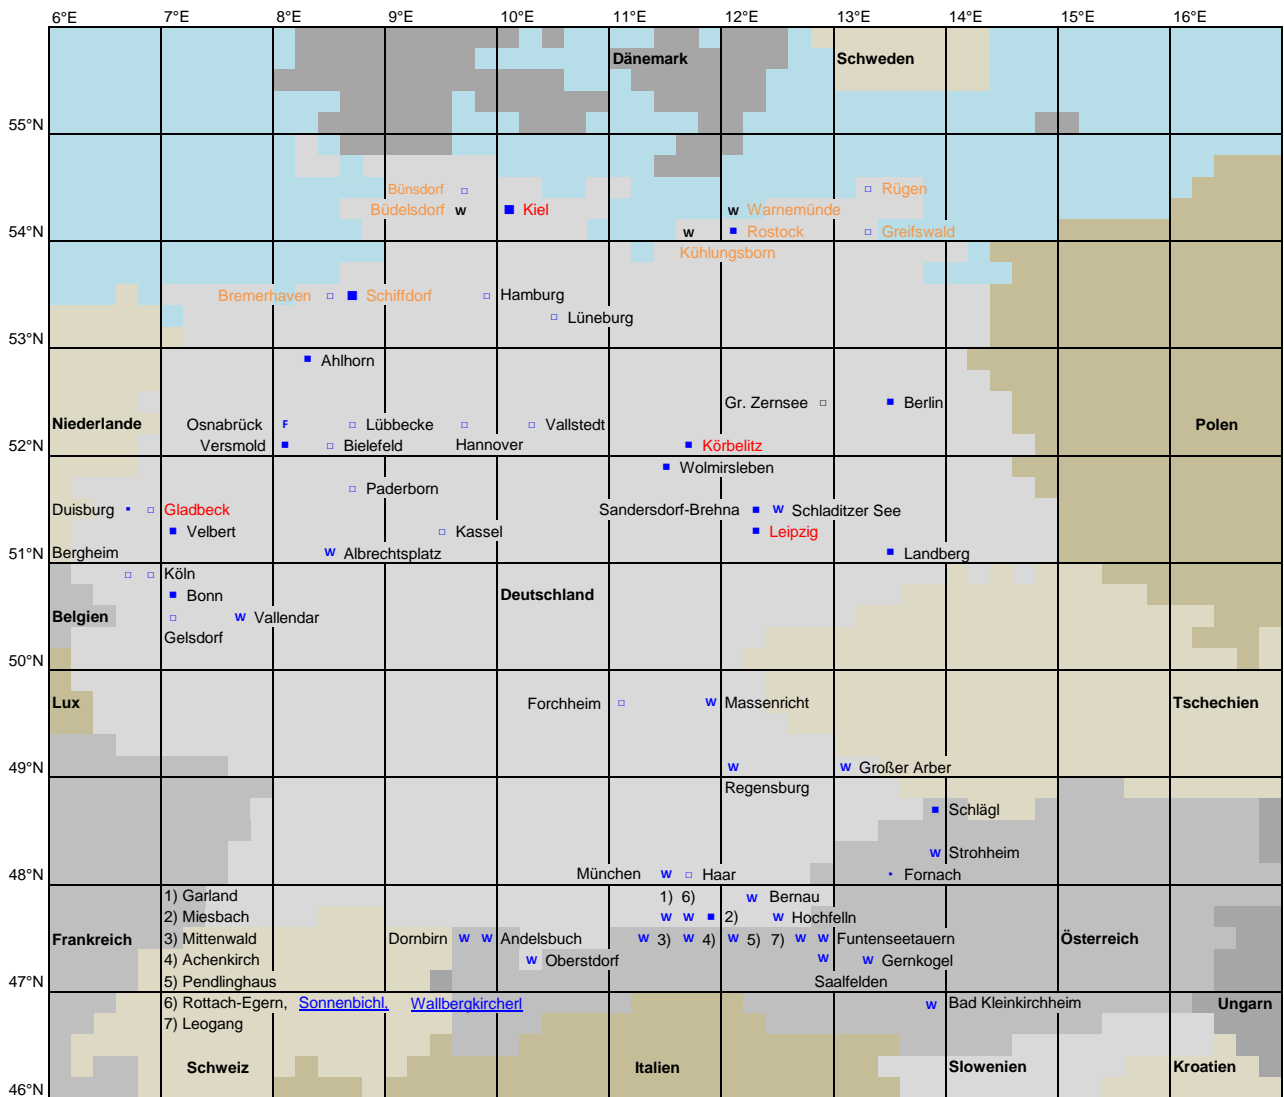 6°E 7°E 8°E 9°E 10°E 11°E 12°E 13°E 14°E 15°E 16°E
Dänemark Schweden
55°N
Bünsdorf Rügen
Büdelsdorf W Kiel W Warnemünde
54°N W Rostock Greifswald
Kühlungsborn
Bremerhaven Schiffdorf Hamburg
Lüneburg
53°N
Ahlhorn
Gr. Zernsee Berlin
Niederlande Osnabrück F Lübbecke Vallstedt Polen
52°N Versmold Bielefeld Hannover Körbelitz
Wolmirsleben
Paderborn
Duisburg Gladbeck Sandersdorf-Brehna W Schladitzer See
Velbert Kassel Leipzig
51°N Bergheim W Albrechtsplatz Landberg
Köln
Bonn Deutschland
Belgien W Vallendar
Gelsdorf
50°N
Lux Forchheim W Massenricht Tschechien
49°N W W Großer Arber
Regensburg
Schlägl
W Strohheim
48°N München W Haar Fornach
1) Garland 1) 6) W Bernau
2) Miesbach W W 2) W Hochfelln
Frankreich 3) Mittenwald Dornbirn W W Andelsbuch W 3) W 4) W 5) 7) W W Funtenseetauern Österreich
4) Achenkirch W Oberstdorf W W Gernkogel
47°N 5) Pendlinghaus Saalfelden
6) Rottach-Egern, Sonnenbichl, Wallbergkircherl W Bad Kleinkirchheim Ungarn
7) Leogang
Schweiz Italien Slowenien Kroatien
46°N